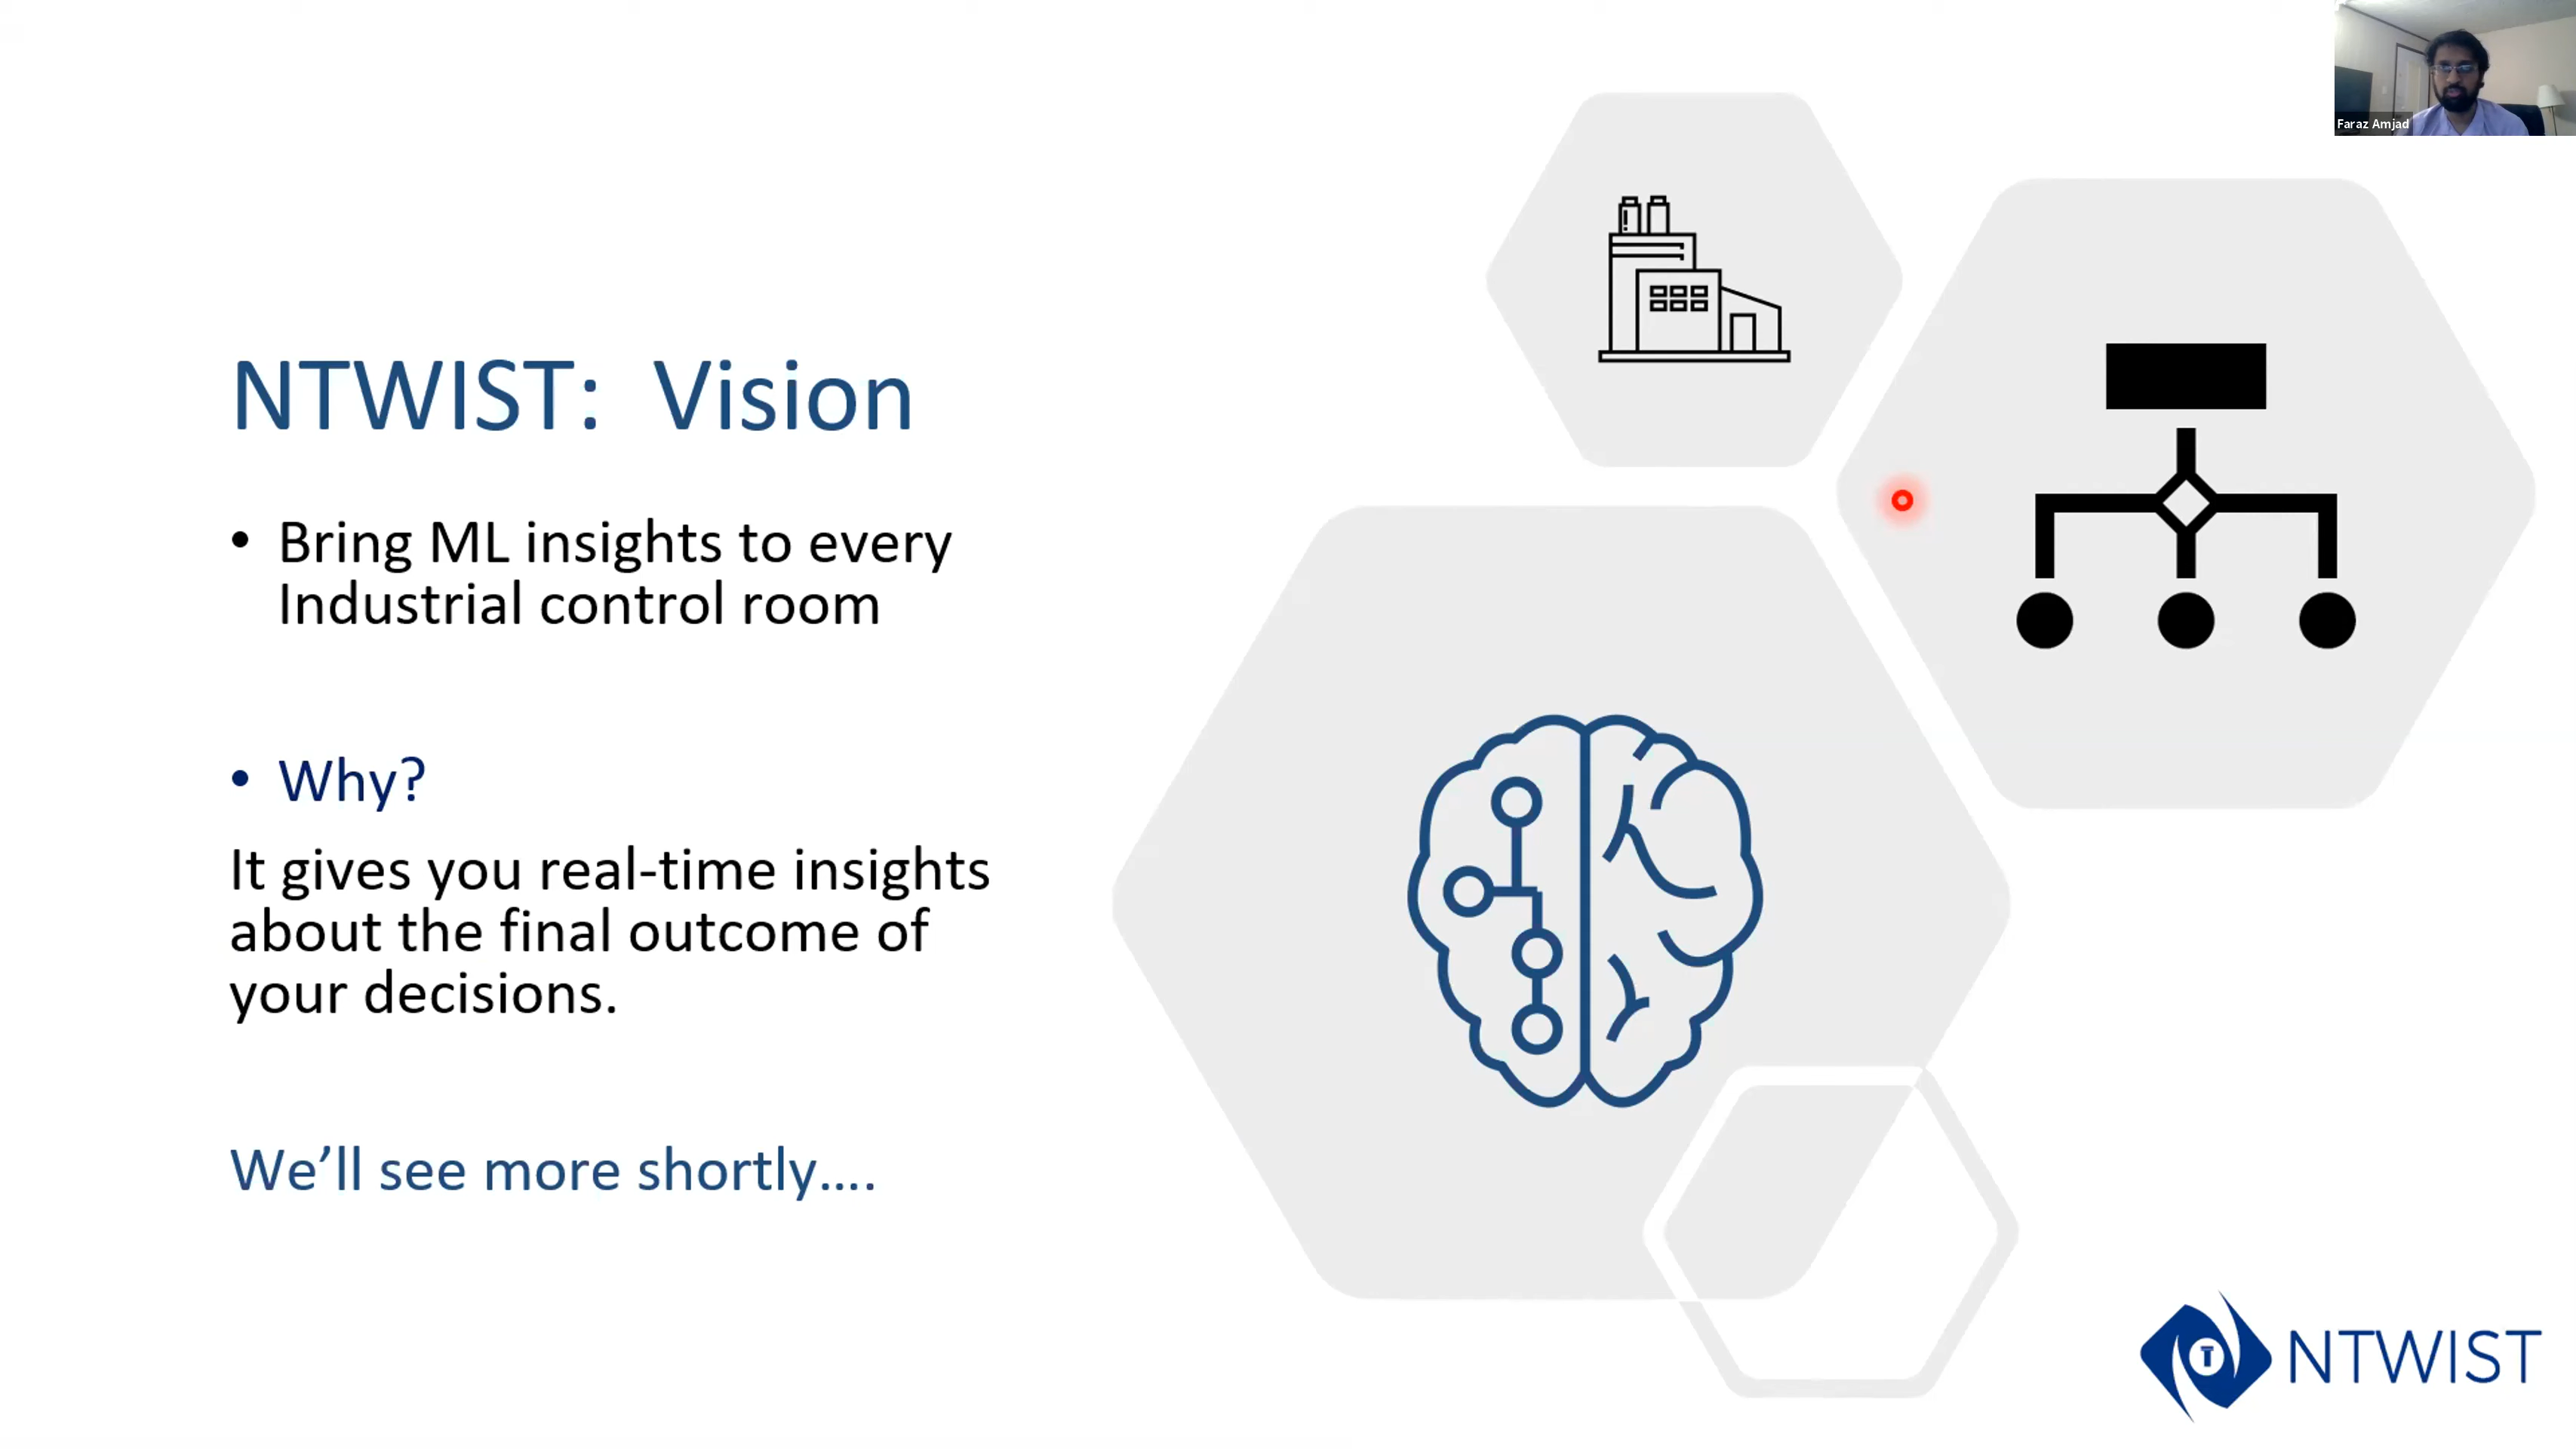 Faraz Amjad
NTWIST: Vision
• Bring ML insights to every
Industrial control room
• Why?
It gives you real-time insights
about the final outcome of
your decisions.
We’ll see more shortly....
T
NTWIST